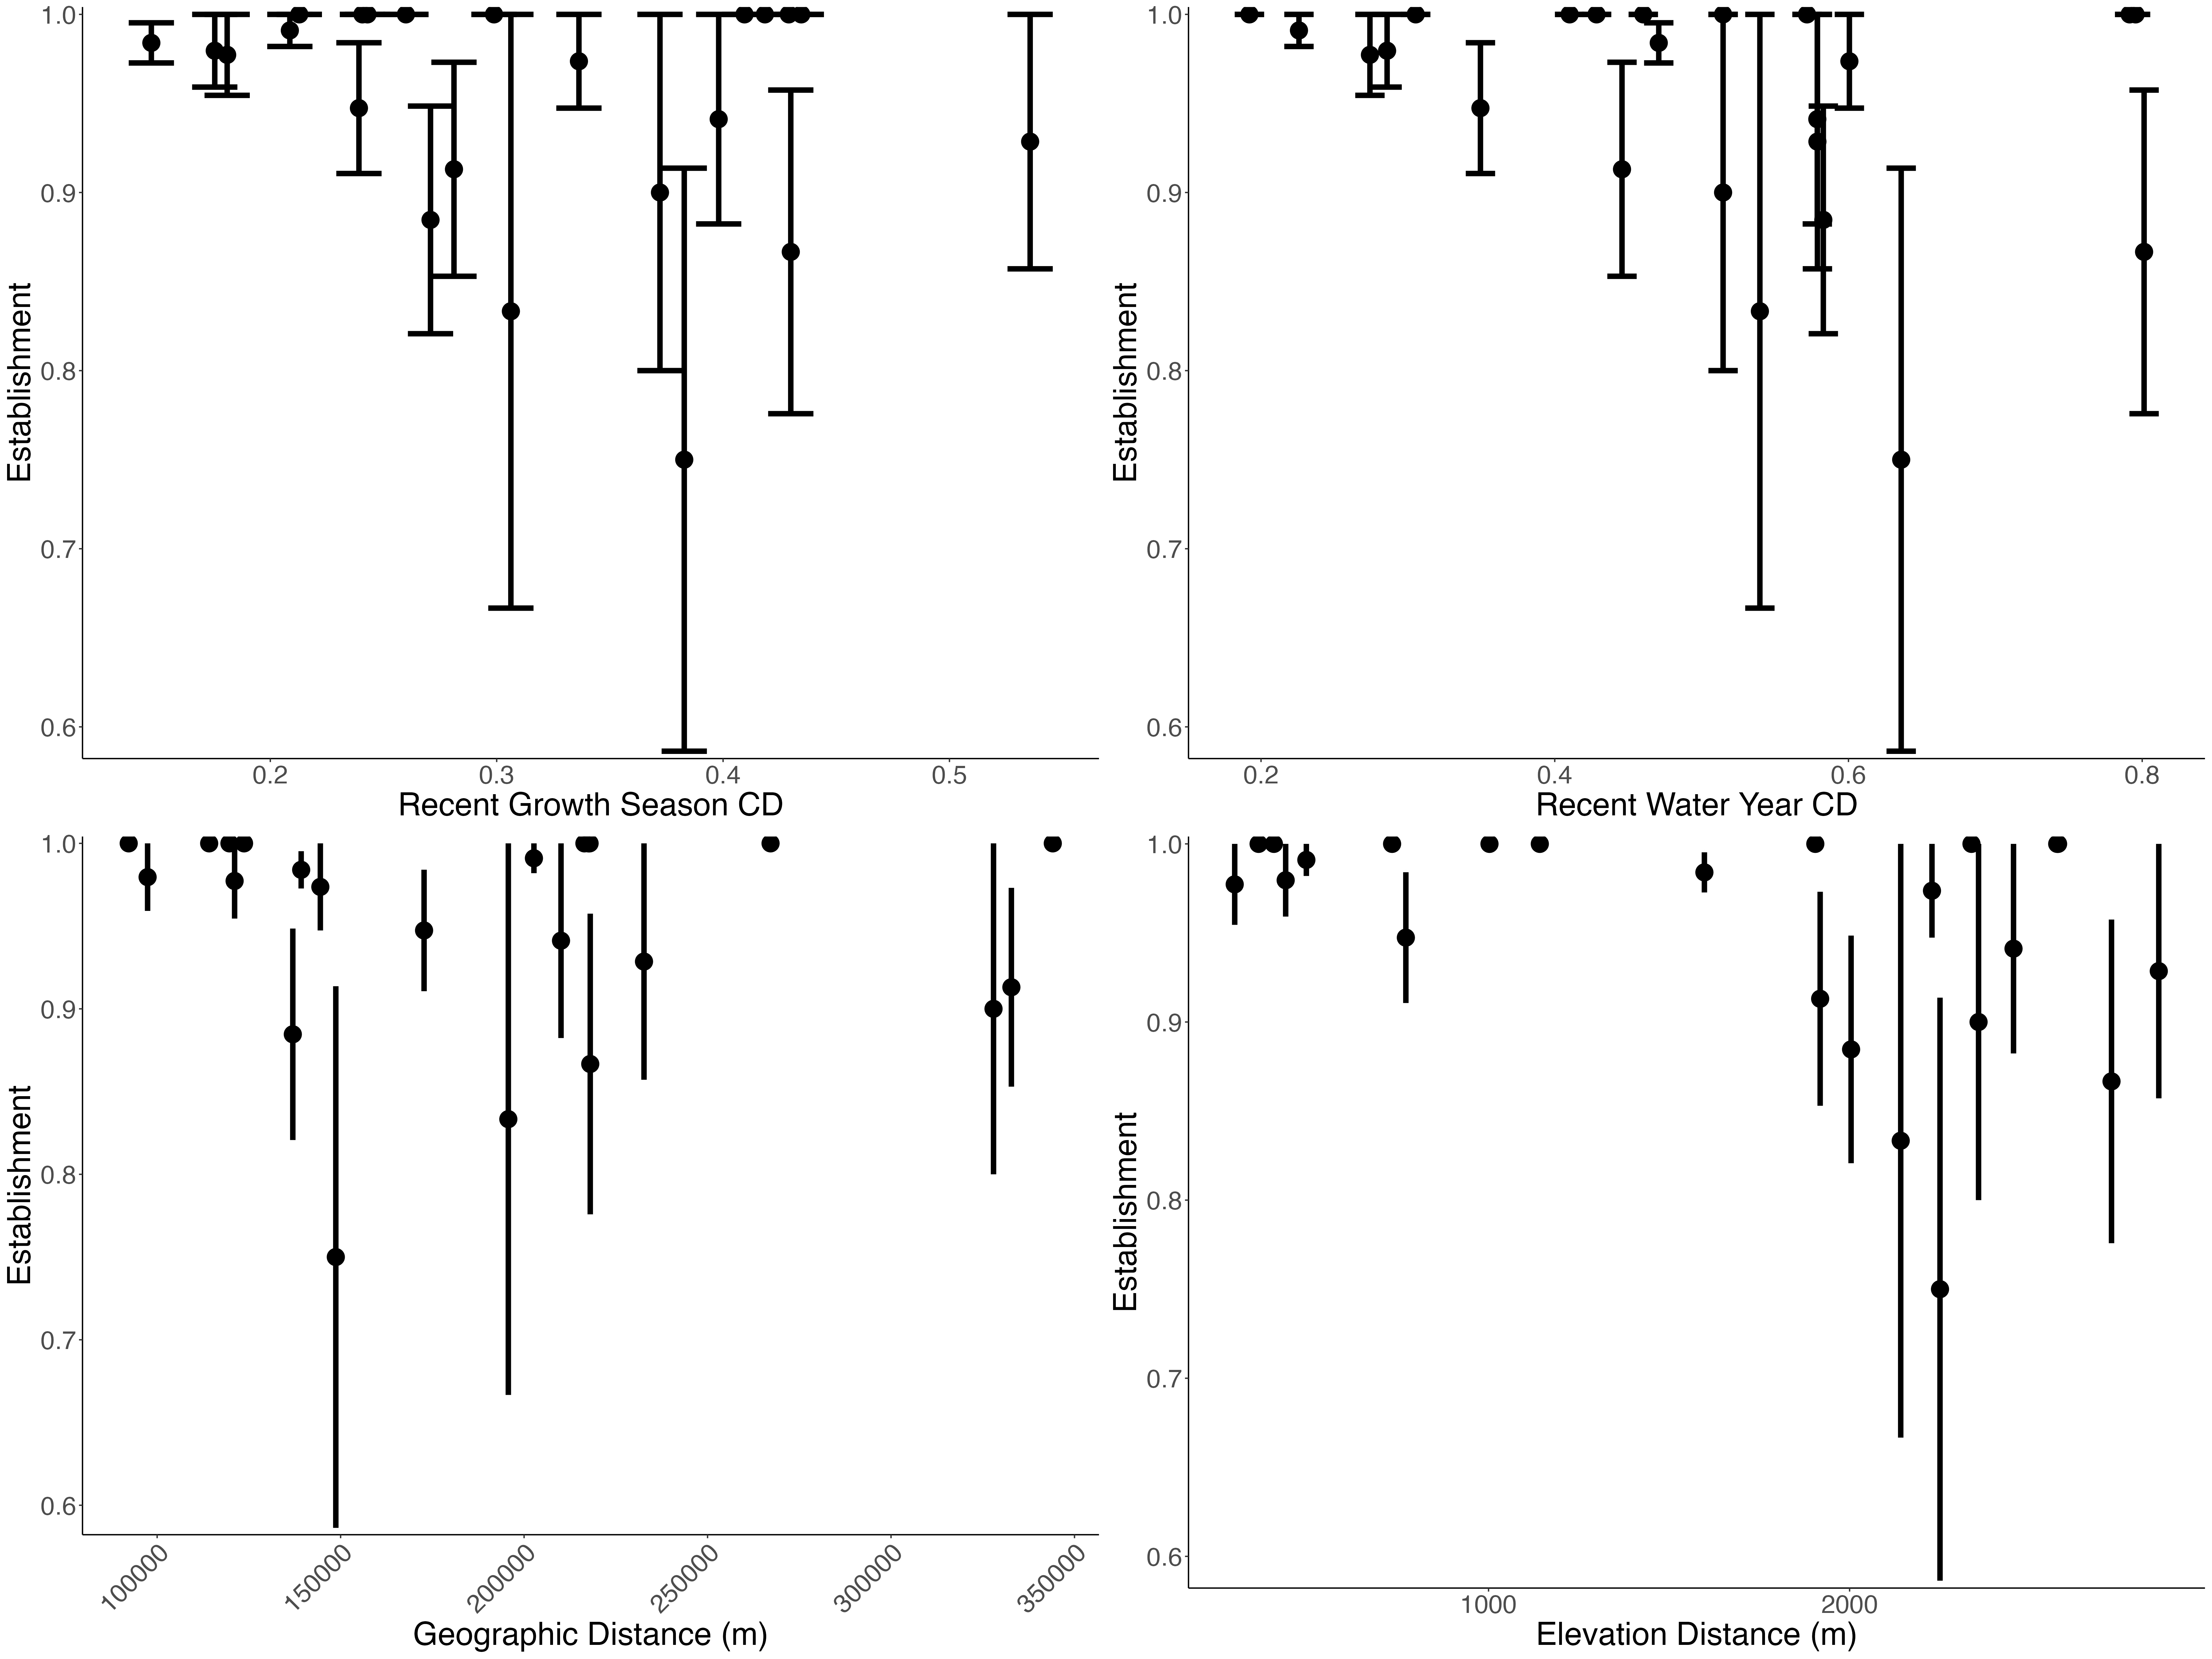 1.0
0.9
0.8
0.7
0.6
Establishment
0.2 0.3 0.4 0.5
Recent Growth Season CD
1.0
0.9
0.8
0.7
0.6
Establishment
0.2 0.4 0.6 0.8
Recent Water Year CD
1.0
0.9
0.8
0.7
0.6
Establishment
100000 150000 200000 250000 300000 350000
Geographic Distance (m)
1.0
0.9
0.8
0.7
0.6
Establishment
1000 2000
Elevation Distance (m)